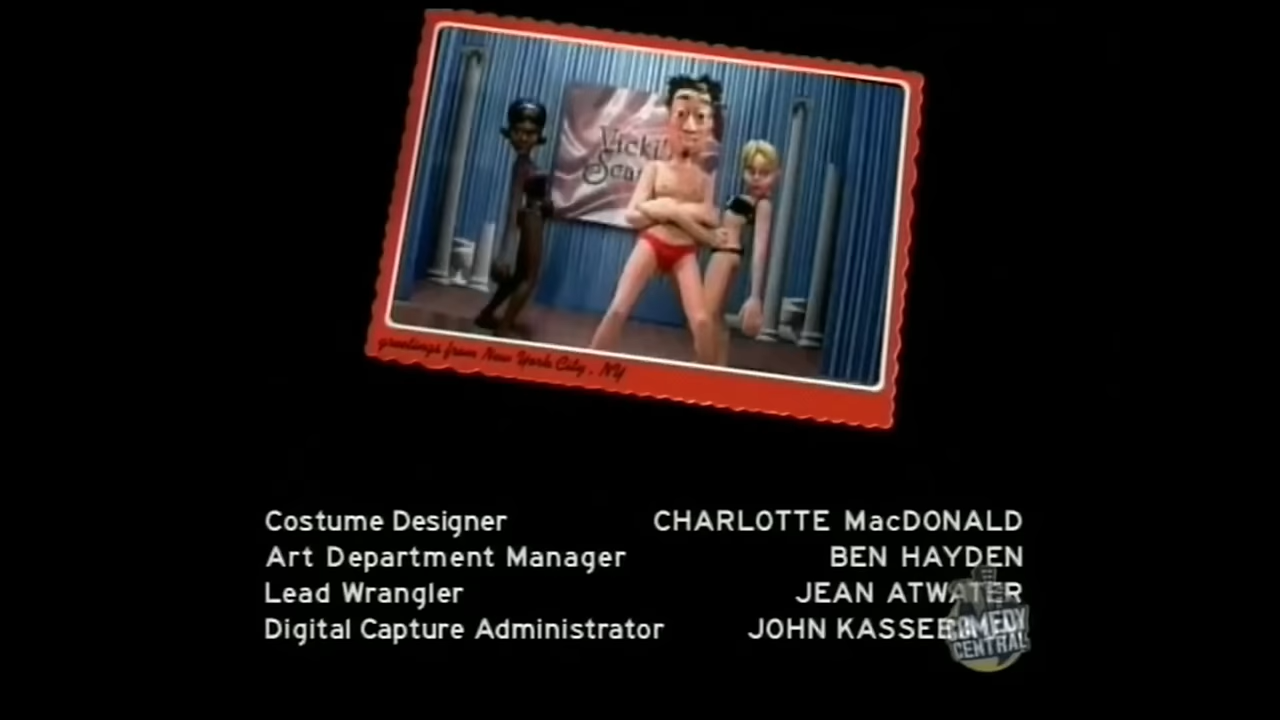 Vicki's
greetings from New York City, NY
Costume Designer CHARLOTTE MacDONALD
Art Department Manager BEN HAYDEN
Lead Wrangler JEAN ATWATER
Digital Capture Administrator JOHN
COMEDY
CENTRAL